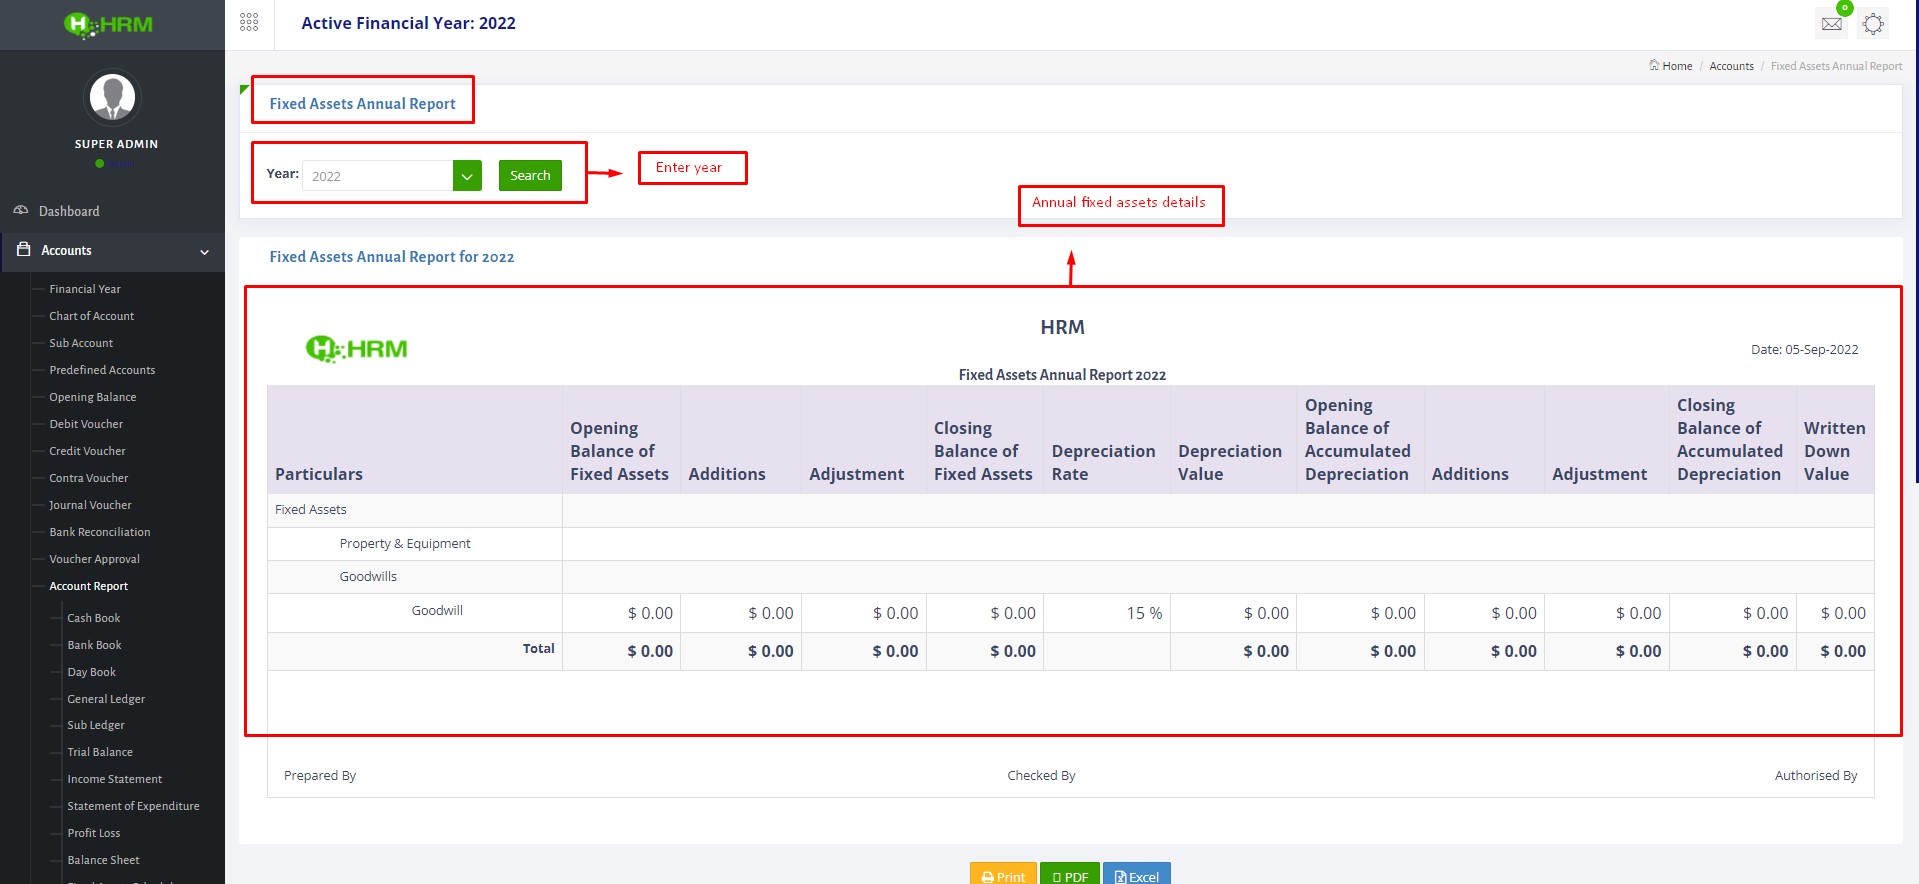 HRM
Active Financial Year: 2022
0
Home / Accounts / Fixed Assets Annual Report
SUPER ADMIN
Dashboard
Accounts
Financial Year
Chart of Account
Sub Account
Predefined Accounts
Opening Balance
Debit Voucher
Credit Voucher
Contra Voucher
Journal Voucher
Bank Reconciliation
Voucher Approval
Account Report
Cash Book
Bank Book
Day Book
General Ledger
Sub Ledger
Trial Balance
Income Statement
Statement of Expenditure
Profit Loss
Balance Sheet
Fixed Assets Annual Report
Year: 2022 Search
Enter year
Annual fixed assets details
Fixed Assets Annual Report for 2022
HRM
HRM
Date: 05-Sep-2022
Fixed Assets Annual Report 2022
Particulars
Opening
Balance of
Fixed Assets
Additions
Adjustment
Closing
Balance of
Fixed Assets
Depreciation
Rate
Depreciation
Value
Opening
Balance of
Accumulated
Depreciation
Additions
Adjustment
Closing
Balance of
Accumulated
Depreciation
Written
Down
Value
Fixed Assets
Property & Equipment
Goodwills
Goodwill $ 0.00 $ 0.00 $ 0.00 $ 0.00 15 % $ 0.00 $ 0.00 $ 0.00 $ 0.00 $ 0.00 $ 0.00
Total $ 0.00 $ 0.00 $ 0.00 $ 0.00 $ 0.00 $ 0.00 $ 0.00 $ 0.00 $ 0.00 $ 0.00
Prepared By Checked By Authorised By
Print PDF Excel